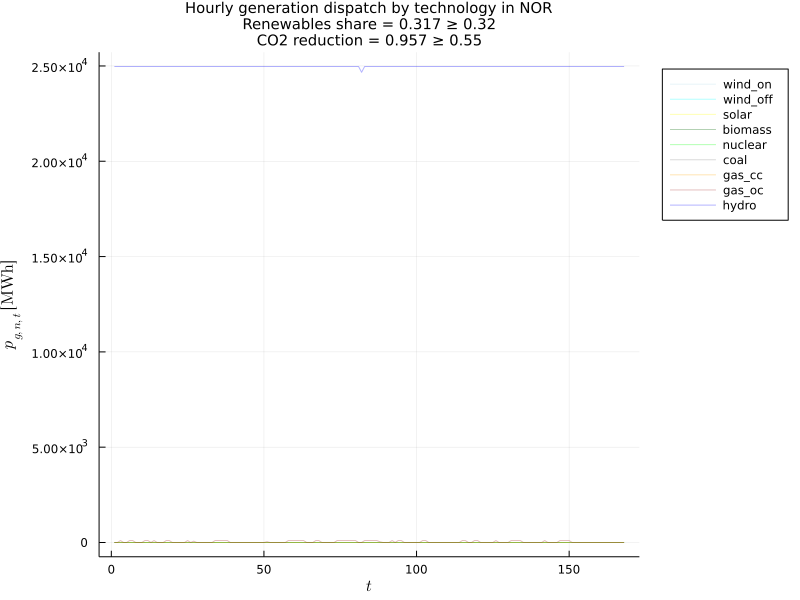 Hourly generation dispatch by technology in NOR
Renewables share = 0.317 ≥ 0.32
CO2 reduction = 0.957 ≥ 0.55
2.50×10⁴
2.00×10⁴
1.50×10⁴
1.00×10⁴
5.00×10³
0
p_{g,n,t} [MWh]
0 50 100 150
t
wind_on
wind_off
solar
biomass
nuclear
coal
gas_cc
gas_oc
hydro